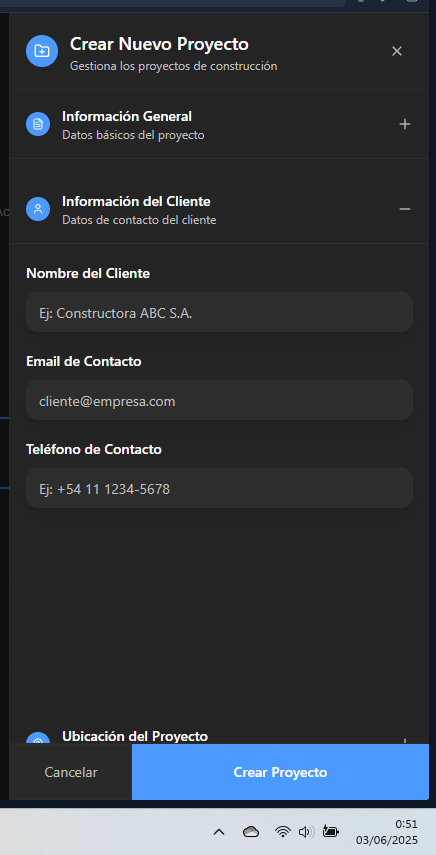 Crear Nuevo Proyecto
Gestiona los proyectos de construcción
Información General
Datos básicos del proyecto
Información del Cliente
Datos de contacto del cliente
Nombre del Cliente
Ej: Constructora ABC S.A.
Email de Contacto
cliente@empresa.com
Teléfono de Contacto
Ej: +54 11 1234-5678
Ubicación del Proyecto
Cancelar
Crear Proyecto
0:51
03/06/2025